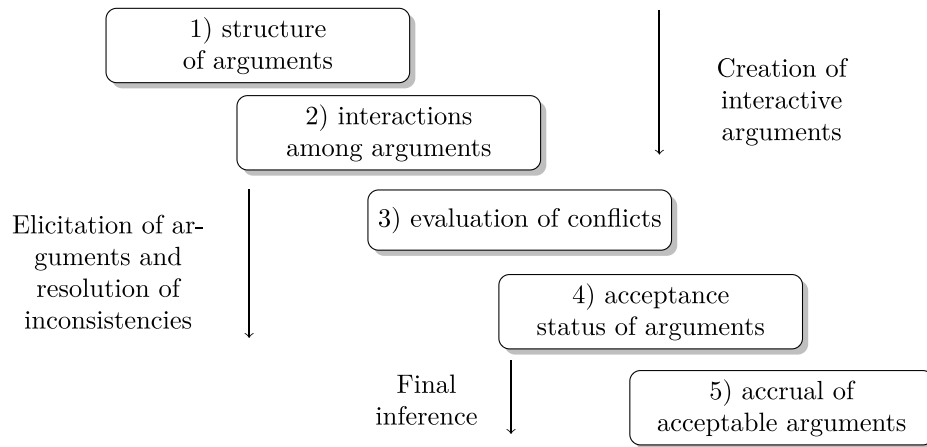 1) structure
of arguments
Creation of
interactive
arguments
2) interactions
among arguments
Elicitation of ar-
guments and
resolution of
inconsistencies
3) evaluation of conflicts
4) acceptance
status of arguments
Final
inference
5) accrual of
acceptable arguments